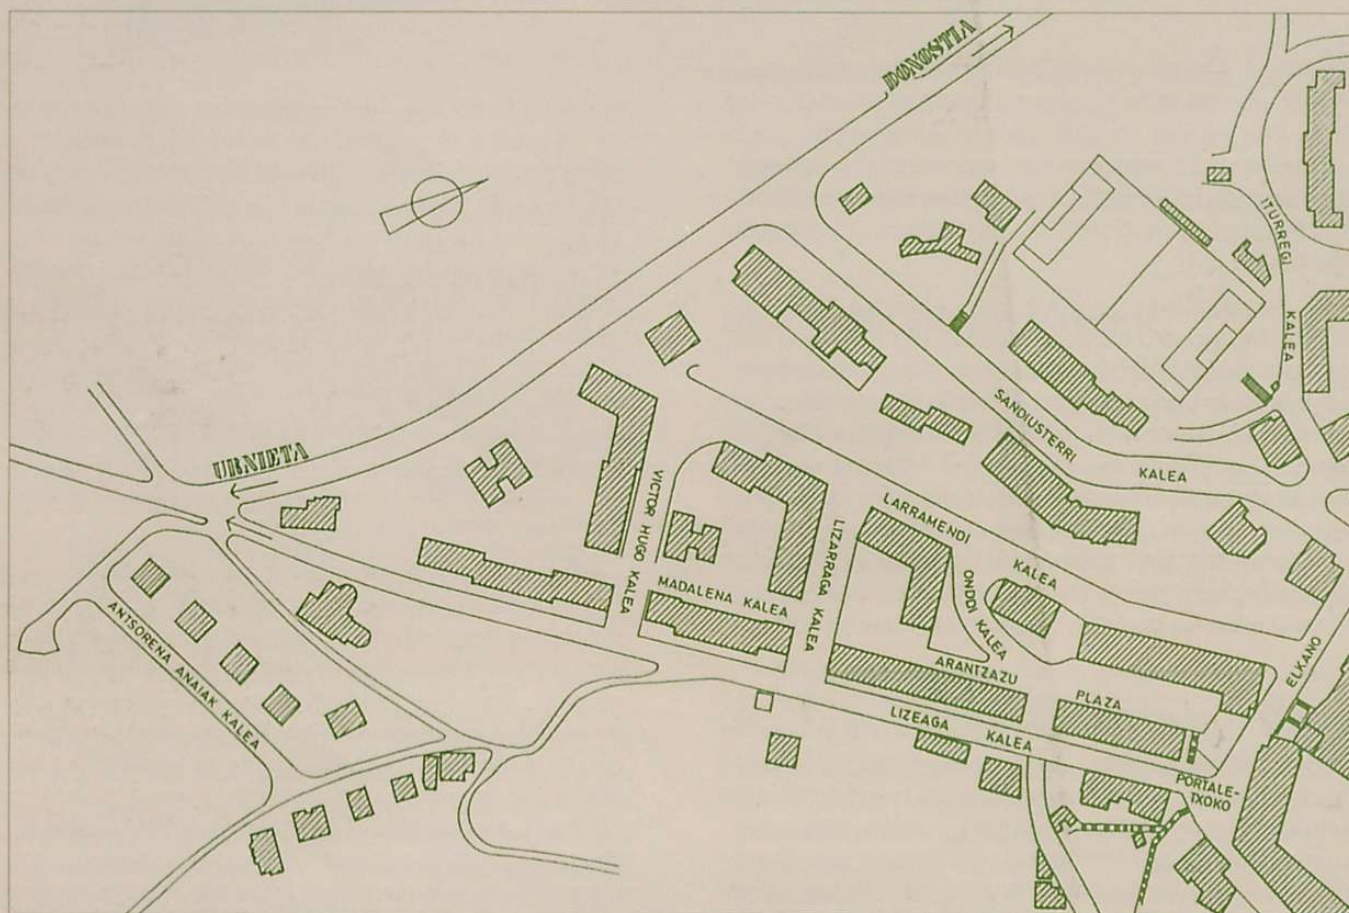 DONOSTIA
ITURREGI
KALEA
URNIETA
SANDIUSTERRI
KALEA
VICTOR HUGO KALEA
LARRAMENDI
KALEA
LIZARRAGA KALEA
MADALENA KALEA
ONDDI KALEA
ARANTZAZU
PLAZA
ELKANO
ANTSORENA ANAIAK KALEA
LIZEAGA
KALEA
PORTALE-
TXOKO